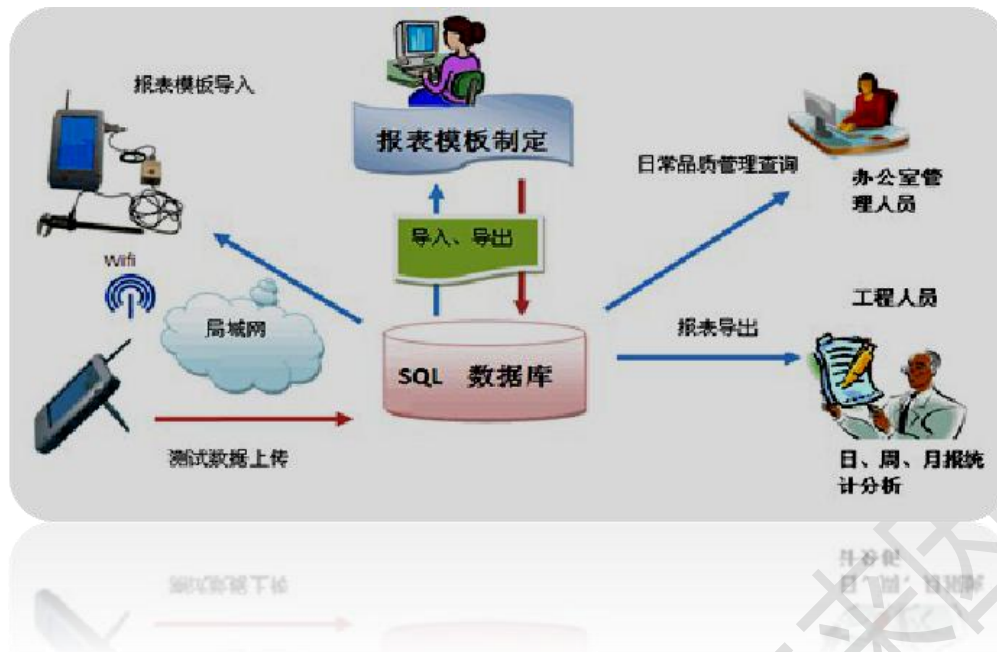 报表模板导入
报表模板制定
日常品质管理查询
办公室管
理人员
导入、导出
Wifi
局域网
工程人员
报表导出
SQL 数据库
测试数据上传
日、周、月报统
计分析